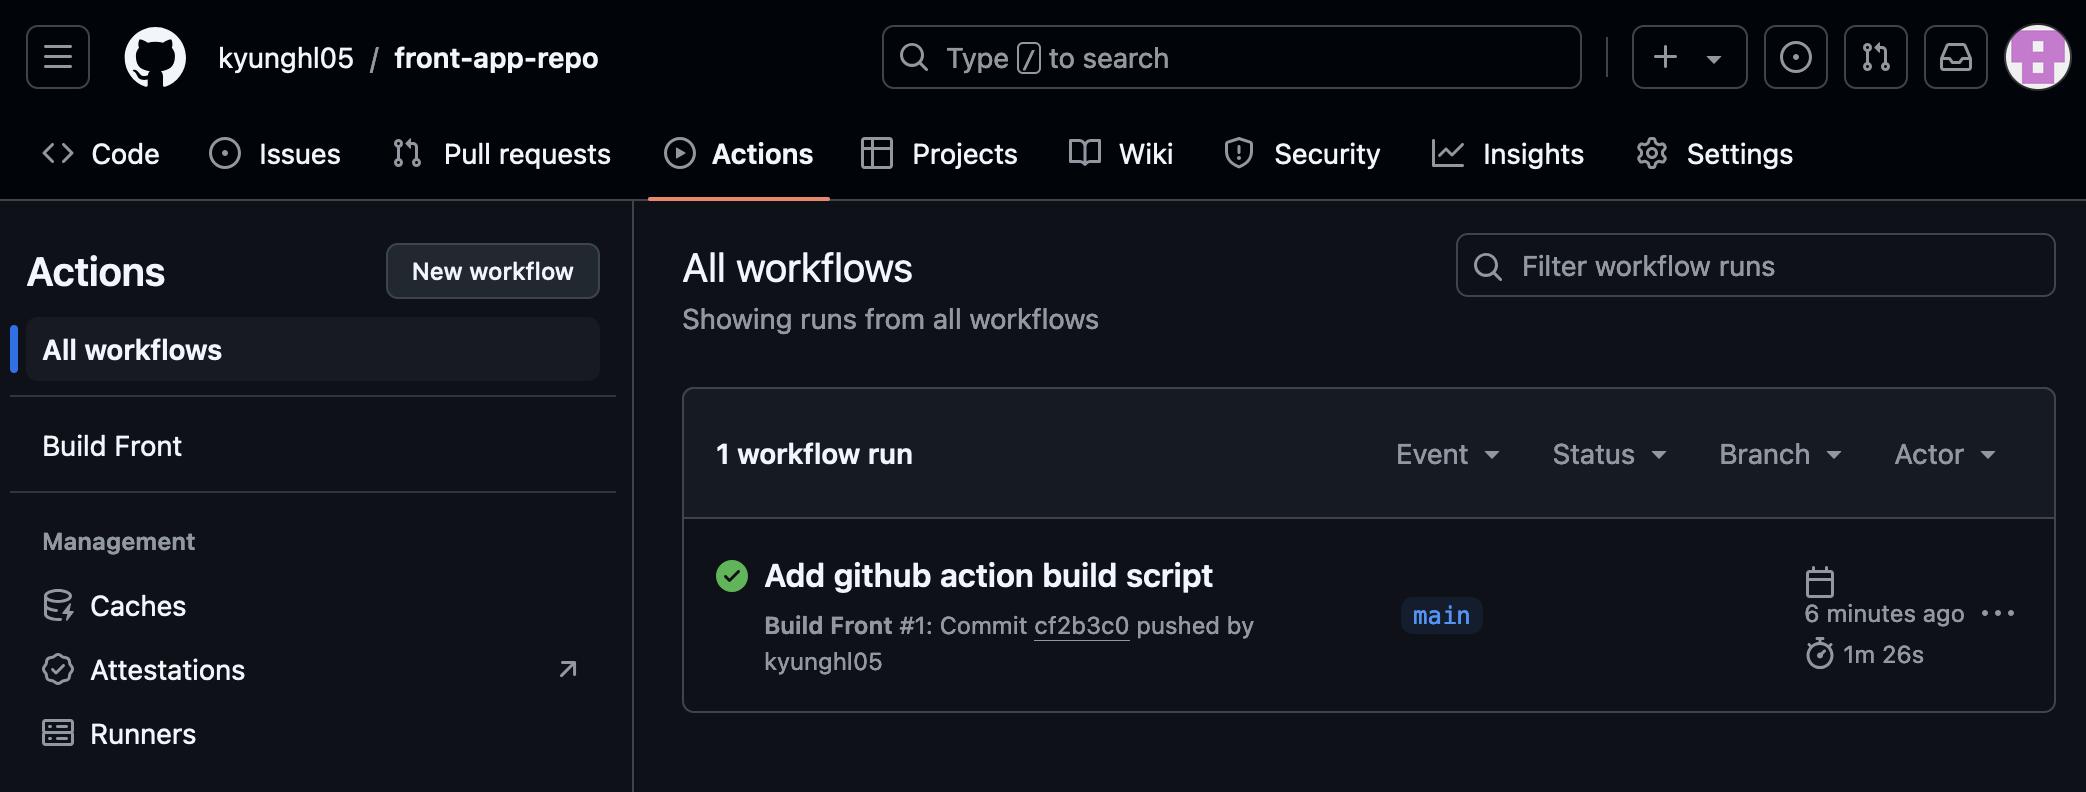 kyunghl05 / front-app-repo
Type / to search
Code
Issues
Pull requests
Actions
Projects
Wiki
Security
Insights
Settings
Actions
New workflow
All workflows
Build Front
Management
Caches
Attestations
Runners
All workflows
Showing runs from all workflows
Filter workflow runs
1 workflow run
Event
Status
Branch
Actor
Add github action build script
Build Front #1: Commit cf2b3c0 pushed by
kyunghl05
main
6 minutes ago
1m 26s